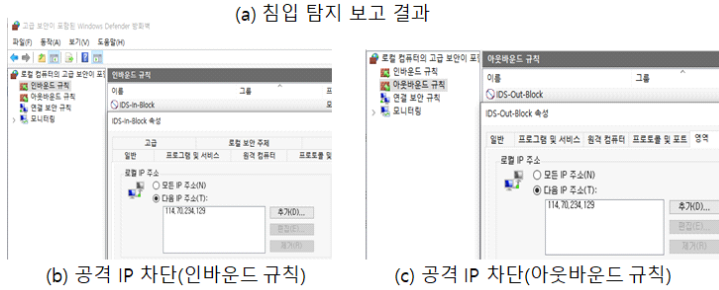 (a) 침입 탐지 보고 결과
고급 보안이 포함된 Windows Defender 방화벽
파일(F) 동작(A) 보기(V) 도움말(H)
로컬 컴퓨터의 고급 보안이 포
인바운드 규칙
아웃바운드 규칙
연결 보안 규칙
모니터링
인바운드 규칙
이름 그룹
IDS-In-Block
IDS-In-Block 속성
고급 로컬 보안 주체
일반 프로그램 및 서비스 원격 컴퓨터 프로토콜 및
로컬 IP 주소
모든 IP 주소(N)
다음 IP 주소(T):
114.70.234.129
추가(D)...
편집(E)...
제거(R)
(b) 공격 IP 차단(인바운드 규칙)
로컬 컴퓨터의 고급 보안이 포
인바운드 규칙
아웃바운드 규칙
연결 보안 규칙
모니터링
아웃바운드 규칙
이름 그룹
IDS-Out-Block
IDS-Out-Block 속성
일반 프로그램 및 서비스 원격 컴퓨터 프로토콜 및 포트 영역
로컬 IP 주소
모든 IP 주소(N)
다음 IP 주소(T):
114.70.234.129
추가(D)...
편집(E)...
제거(R)
(c) 공격 IP 차단(아웃바운드 규칙)